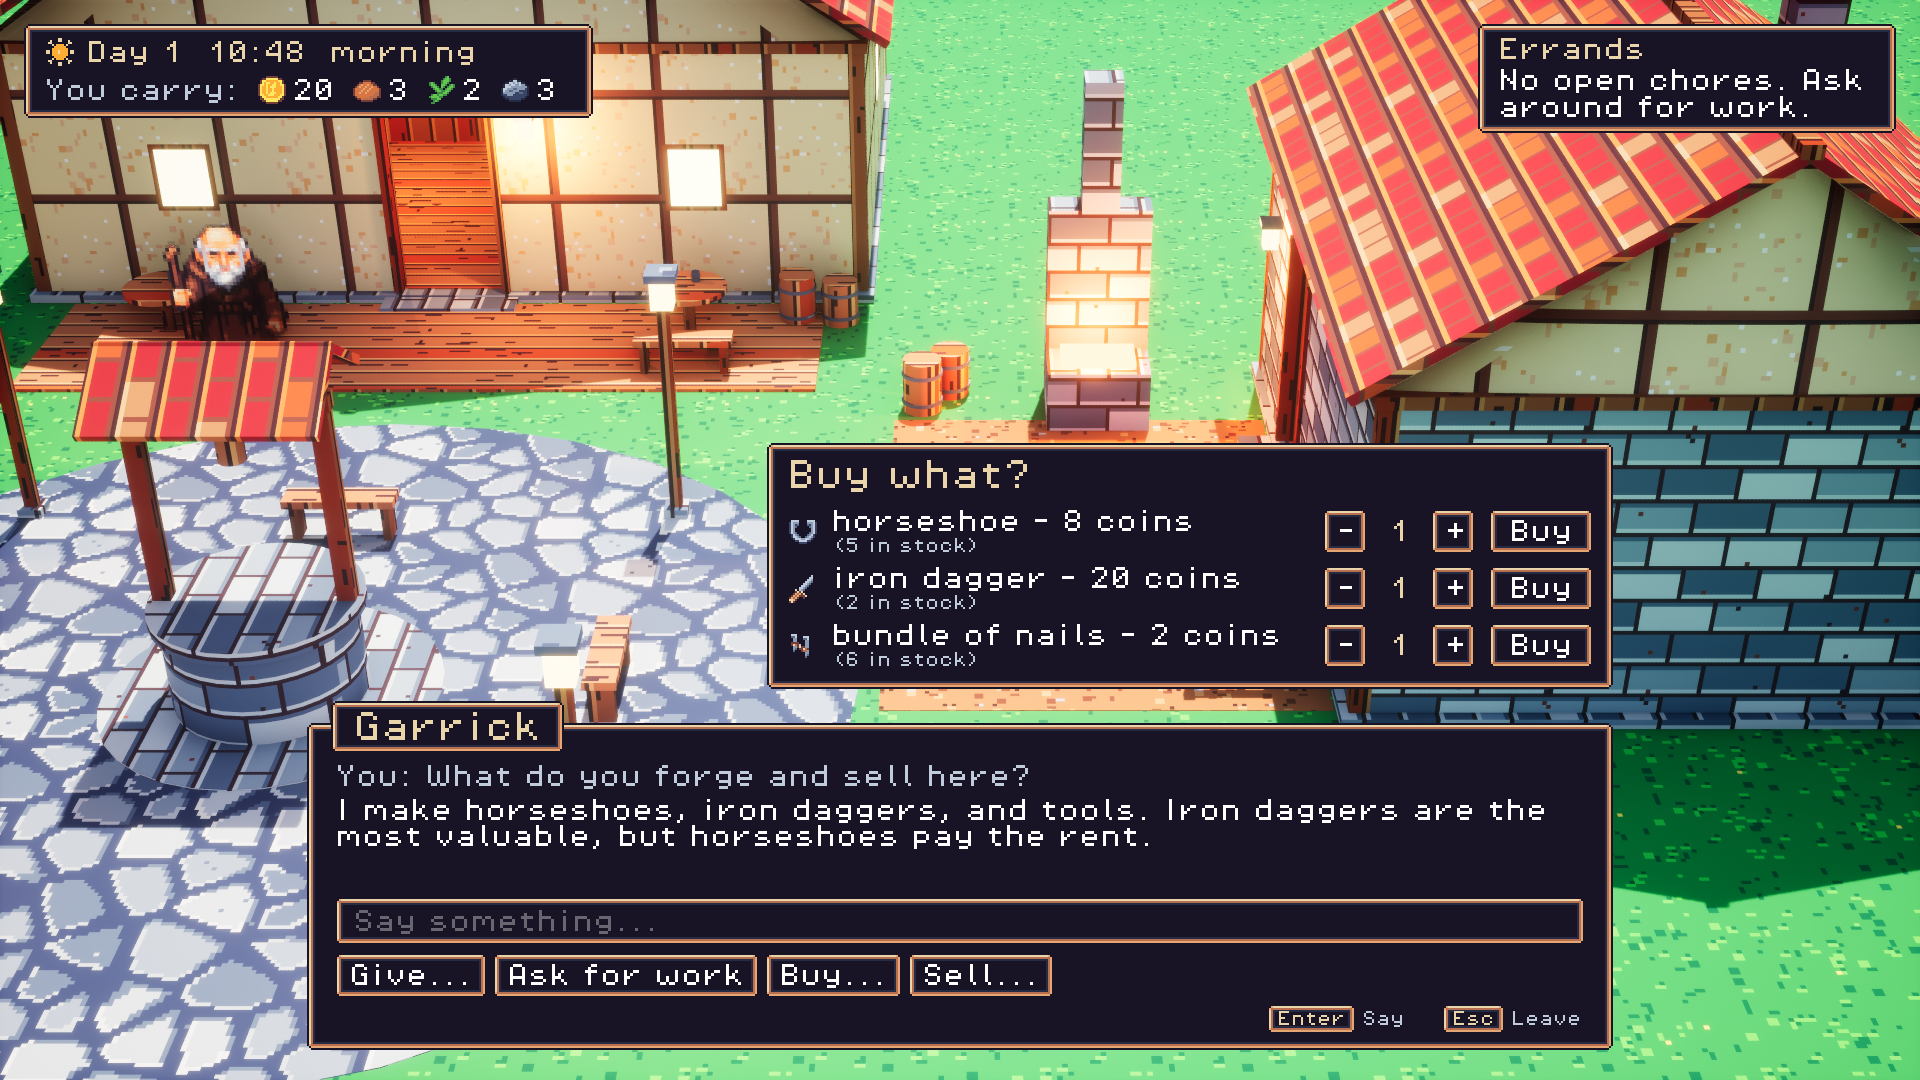 Day 1 10:48 morning
You carry: 20 3 2 3
Errands
No open chores. Ask
around for work.
Buy what?
horseshoe - 8 coins
(5 in stock)
- 1 + Buy
iron dagger - 20 coins
(2 in stock)
- 1 + Buy
bundle of nails - 2 coins
(6 in stock)
- 1 + Buy
Garrick
You: What do you forge and sell here?
I make horseshoes, iron daggers, and tools. Iron daggers are the
most valuable, but horseshoes pay the rent.
Say something...
Give... Ask for work Buy... Sell...
Enter Say Esc Leave